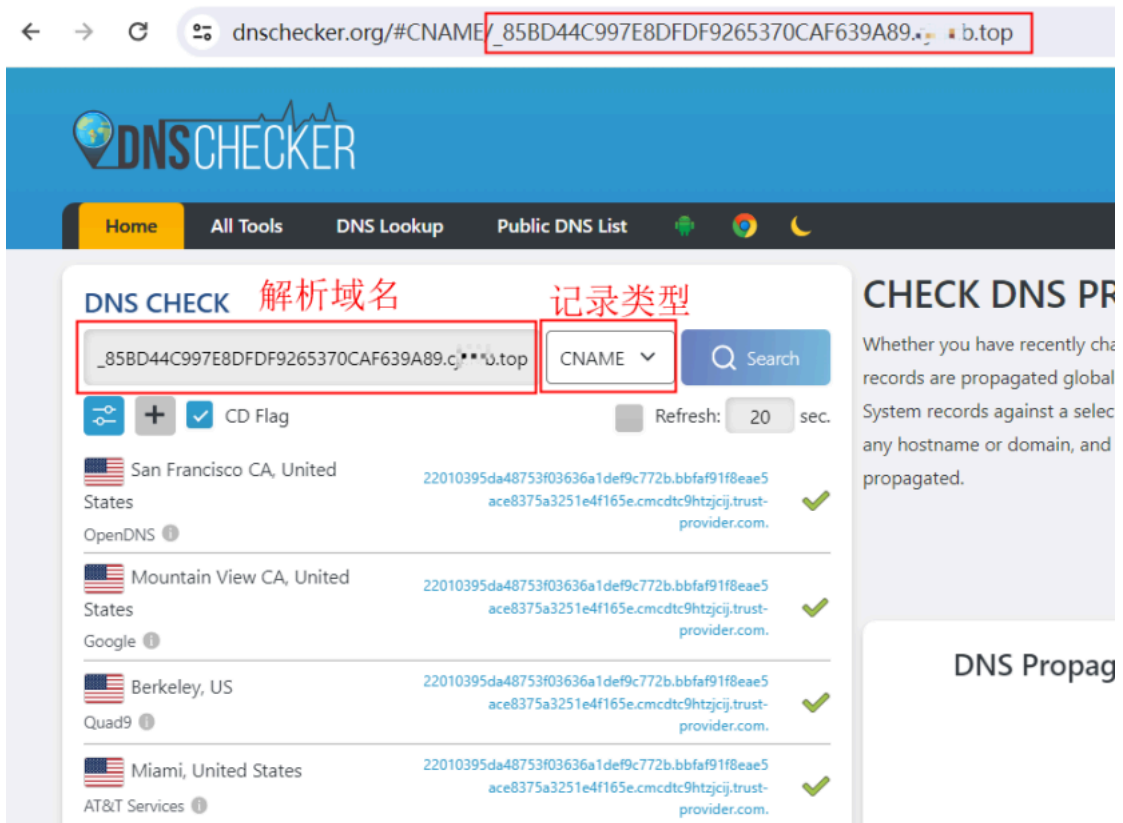 dnschecker.org/#CNAME/_85BD44C997E8DFDF9265370CAF639A89. b.top
DNSCHECKER
Home All Tools DNS Lookup Public DNS List
DNS CHECK 解析域名 记录类型
_85BD44C997E8DFDF9265370CAF639A89.c .top CNAME Search
CD Flag Refresh: 20 sec.
San Francisco CA, United
States
OpenDNS
22010395da48753f03636a1def9c772b.bbfaf91f8eae5
ace8375a3251e4f165e.cmcdtc9htzjcij.trust-
provider.com.
Mountain View CA, United
States
Google
22010395da48753f03636a1def9c772b.bbfaf91f8eae5
ace8375a3251e4f165e.cmcdtc9htzjcij.trust-
provider.com.
Berkeley, US
Quad9
22010395da48753f03636a1def9c772b.bbfaf91f8eae5
ace8375a3251e4f165e.cmcdtc9htzjcij.trust-
provider.com.
Miami, United States
AT&T Services
22010395da48753f03636a1def9c772b.bbfaf91f8eae5
ace8375a3251e4f165e.cmcdtc9htzjcij.trust-
provider.com.
CHECK DNS PR
Whether you have recently cha
records are propagated global
System records against a selec
any hostname or domain, and
propagated.
DNS Propag